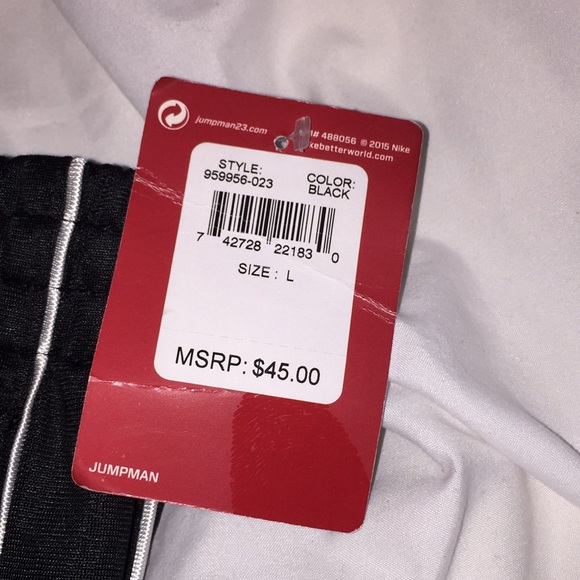 jumpman23.com
# 488056 © 2015 Nike
kebetterworld.com
STYLE:
959956-023
COLOR:
BLACK
7 42728 22183 0
SIZE : L
MSRP: $45.00
JUMPMAN